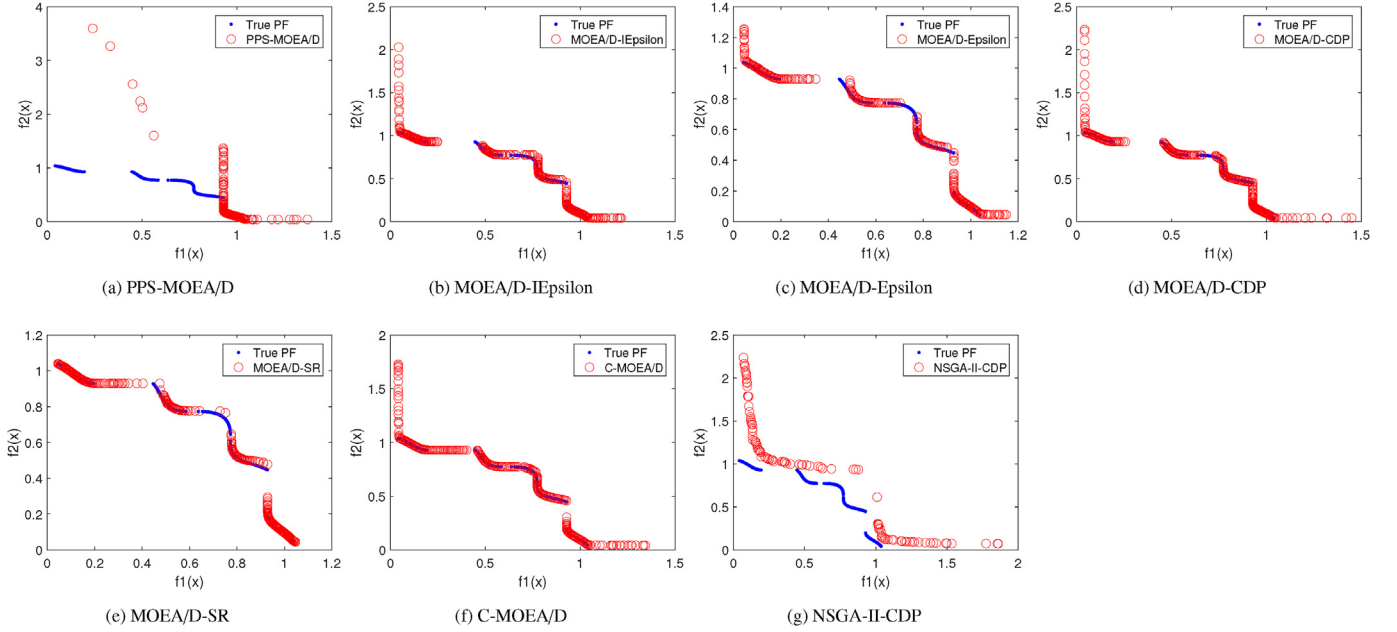 4
3
2
1
0
f2(x)
True PF
PPS-MOEA/D
0 0.5 1 1.5
f1(x)
(a) PPS-MOEA/D
2.5
2
1.5
1
0.5
0
f2(x)
True PF
MOEA/D-IEpsilon
0 0.5 1 1.5
f1(x)
(b) MOEA/D-IEpsilon
1.4
1.2
1
0.8
0.6
0.4
0.2
0
f2(x)
True PF
MOEA/D-Epsilon
0 0.2 0.4 0.6 0.8 1 1.2
f1(x)
(c) MOEA/D-Epsilon
2.5
2
1.5
1
0.5
0
f2(x)
True PF
MOEA/D-CDP
0 0.5 1 1.5
f1(x)
(d) MOEA/D-CDP
1.2
1
0.8
0.6
0.4
0.2
0
f2(x)
True PF
MOEA/D-SR
0 0.2 0.4 0.6 0.8 1 1.2
f1(x)
(e) MOEA/D-SR
2
1.5
1
0.5
0
f2(x)
True PF
C-MOEA/D
0 0.5 1 1.5
f1(x)
(f) C-MOEA/D
2.5
2
1.5
1
0.5
0
f2(x)
True PF
NSGA-II-CDP
0 0.5 1 1.5 2
f1(x)
(g) NSGA-II-CDP